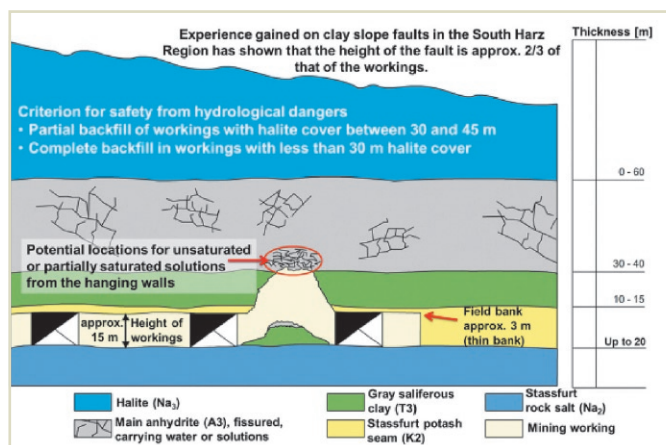 Experience gained on clay slope faults in the South Harz
Region has shown that the height of the fault is approx. 2/3 of
that of the workings.
Thickness [m]
Criterion for safety from hydrological dangers
• Partial backfill of workings with halite cover between 30 and 45 m
• Complete backfill in workings with less than 30 m halite cover
0 - 60
Potential locations for unsaturated
or partially saturated solutions
from the hanging walls
30 - 40
10 - 15
approx.
15 m
Height of
workings
Field bank
approx. 3 m
(thin bank)
Up to 20
Halite (Na3)
Main anhydrite (A3), fissured,
carrying water or solutions
Gray saliferous
clay (T3)
Stassfurt potash
seam (K2)
Stassfurt
rock salt (Na2)
Mining working